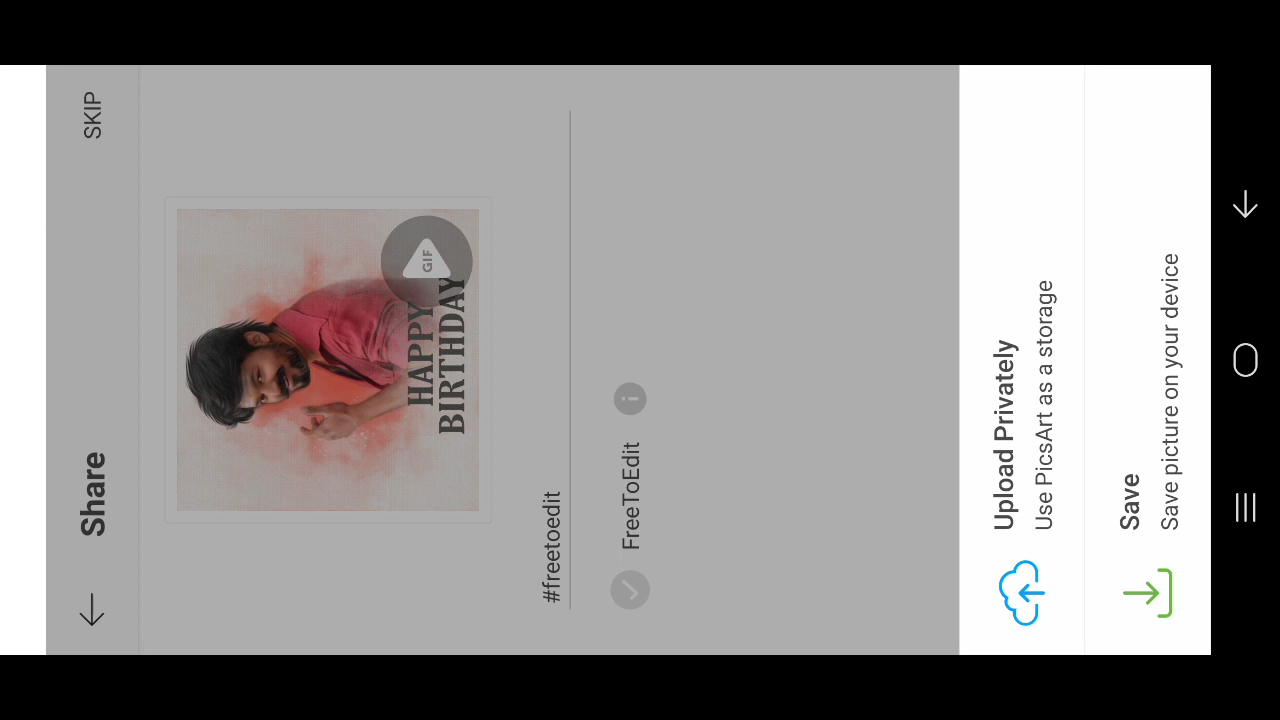 Share
SKIP
GIF
HAPPY
BIRTHDAY
#freetoedit
FreeToEdit
i
Upload Privately
Use PicsArt as a storage
Save
Save picture on your device